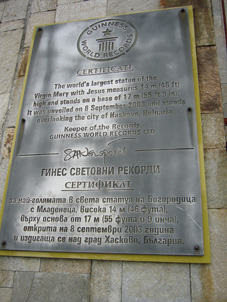 GUINNESS
WORLD RECORDS
CERTIFICATE
The world's largest statue of the
Virgin Mary with Jesus measures 14 m (46 ft)
high and stands on a base of 17 m (55 ft 9 in).
It was unveiled on 8 September 2003 and stands
overlooking the city of Haskovo, Bulgaria
Keeper of the Records
GUINNESS WORLD RECORDS LTD
ГИНЕС СВЕТОВНИ РЕКОРДИ
СЕРТИФИКАТ
най-голямата в света статуя на Богородица
с Младенеца, висока 14 м (46 фута),
върху основа от 17 м (55 фута и 9 инча),
открита на 8 септември 2003 година
и издигаща се над град Хасково, България.